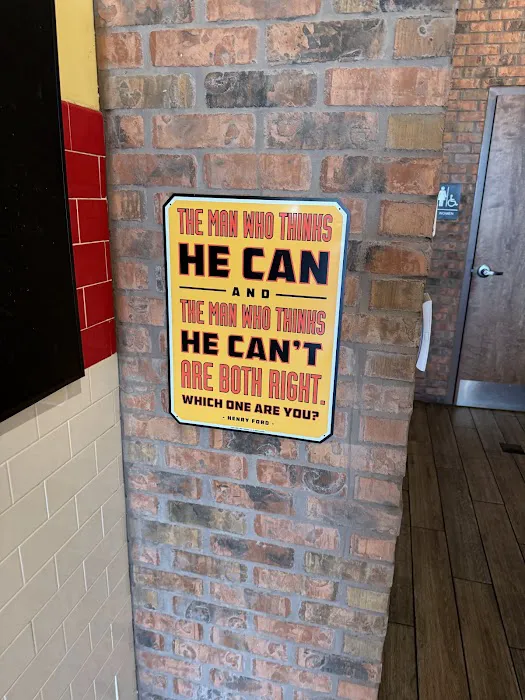 THE MAN WHO THINKS
HE CAN
AND
THE MAN WHO THINKS
HE CAN'T
ARE BOTH RIGHT.
WHICH ONE ARE YOU?
- HENRY FORD -
WOMEN